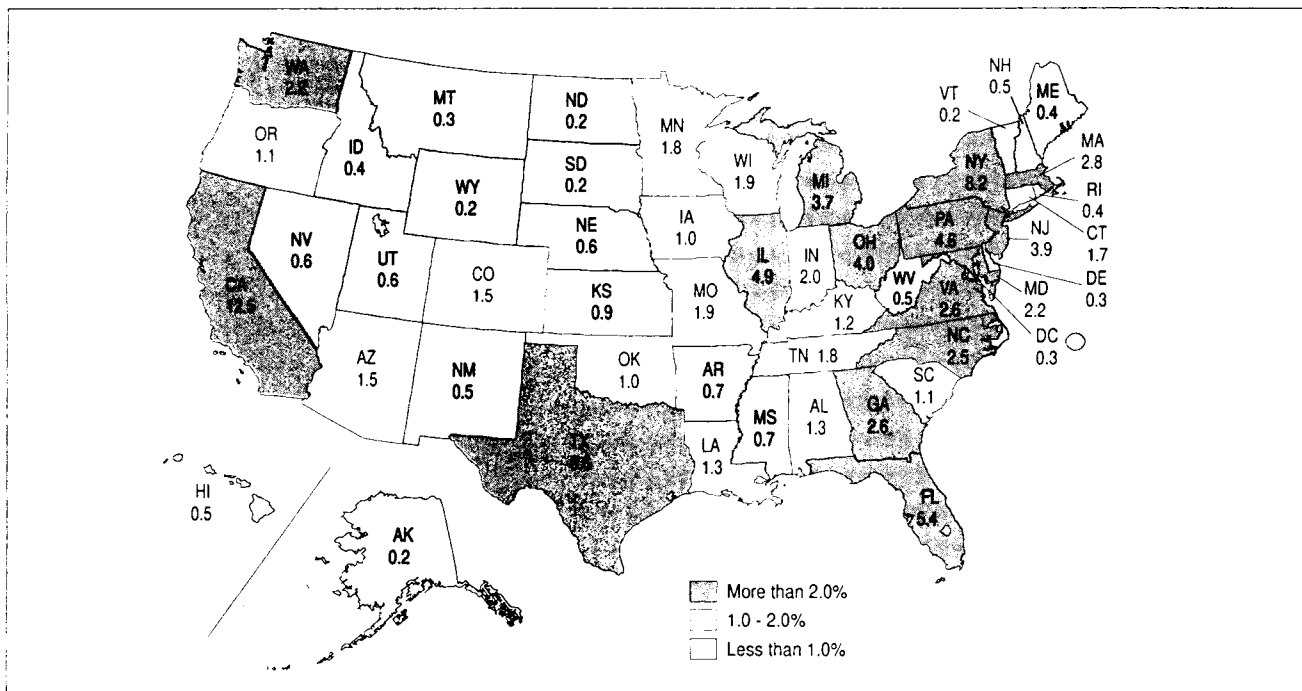 WA
2.2
OR
1.1
CA
12.6
ID
0.4
NV
0.6
MT
0.3
WY
0.2
UT
0.6
AZ
1.5
CO
1.5
NM
0.5
ND
0.2
SD
0.2
NE
0.6
KS
0.9
OK
1.0
TX
MN
1.8
IA
1.0
MO
1.9
AR
0.7
LA
1.3
WI
1.9
IL
4.9
MI
3.7
IN
2.0
OH
4.0
KY
1.2
TN 1.8
MS
0.7
AL
1.3
GA
2.6
FL
5.4
SC
1.1
NC
2.5
VA
2.6
WV
0.5
PA
4.6
NY
8.2
VT
0.2
NH
0.5
ME
0.4
MA
2.8
RI
0.4
CT
1.7
NJ
3.9
DE
0.3
MD
2.2
DC
0.3
HI
0.5
AK
0.2
More than 2.0%
1.0 - 2.0%
Less than 1.0%